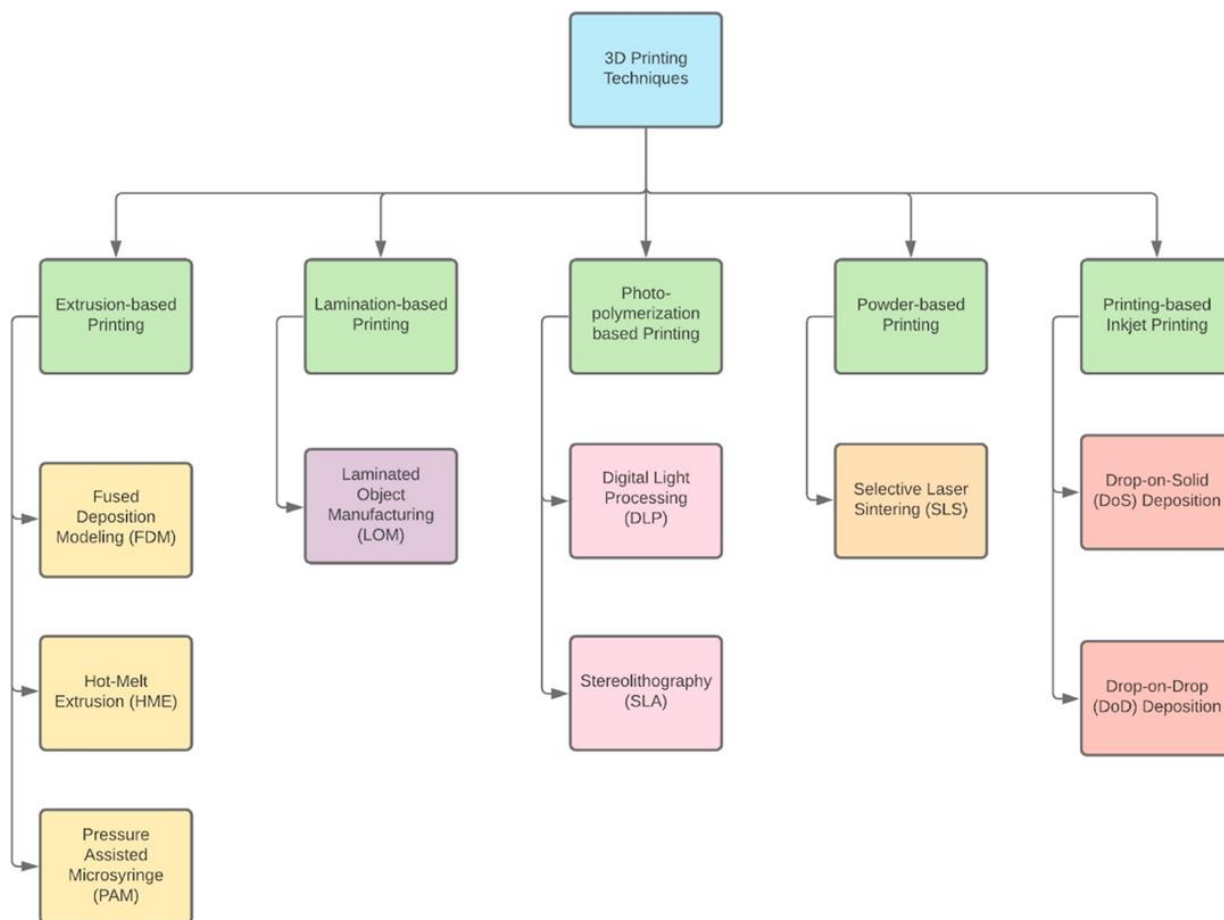 3D Printing
Techniques
Extrusion-based
Printing
Lamination-based
Printing
Photo-
polymerization
based Printing
Powder-based
Printing
Printing-based
Inkjet Printing
Fused
Deposition
Modeling (FDM)
Hot-Melt
Extrusion (HME)
Pressure
Assisted
Microsyringe
(PAM)
Laminated
Object
Manufacturing
(LOM)
Digital Light
Processing
(DLP)
Stereolithography
(SLA)
Selective Laser
Sintering (SLS)
Drop-on-Solid
(DoS) Deposition
Drop-on-Drop
(DoD) Deposition